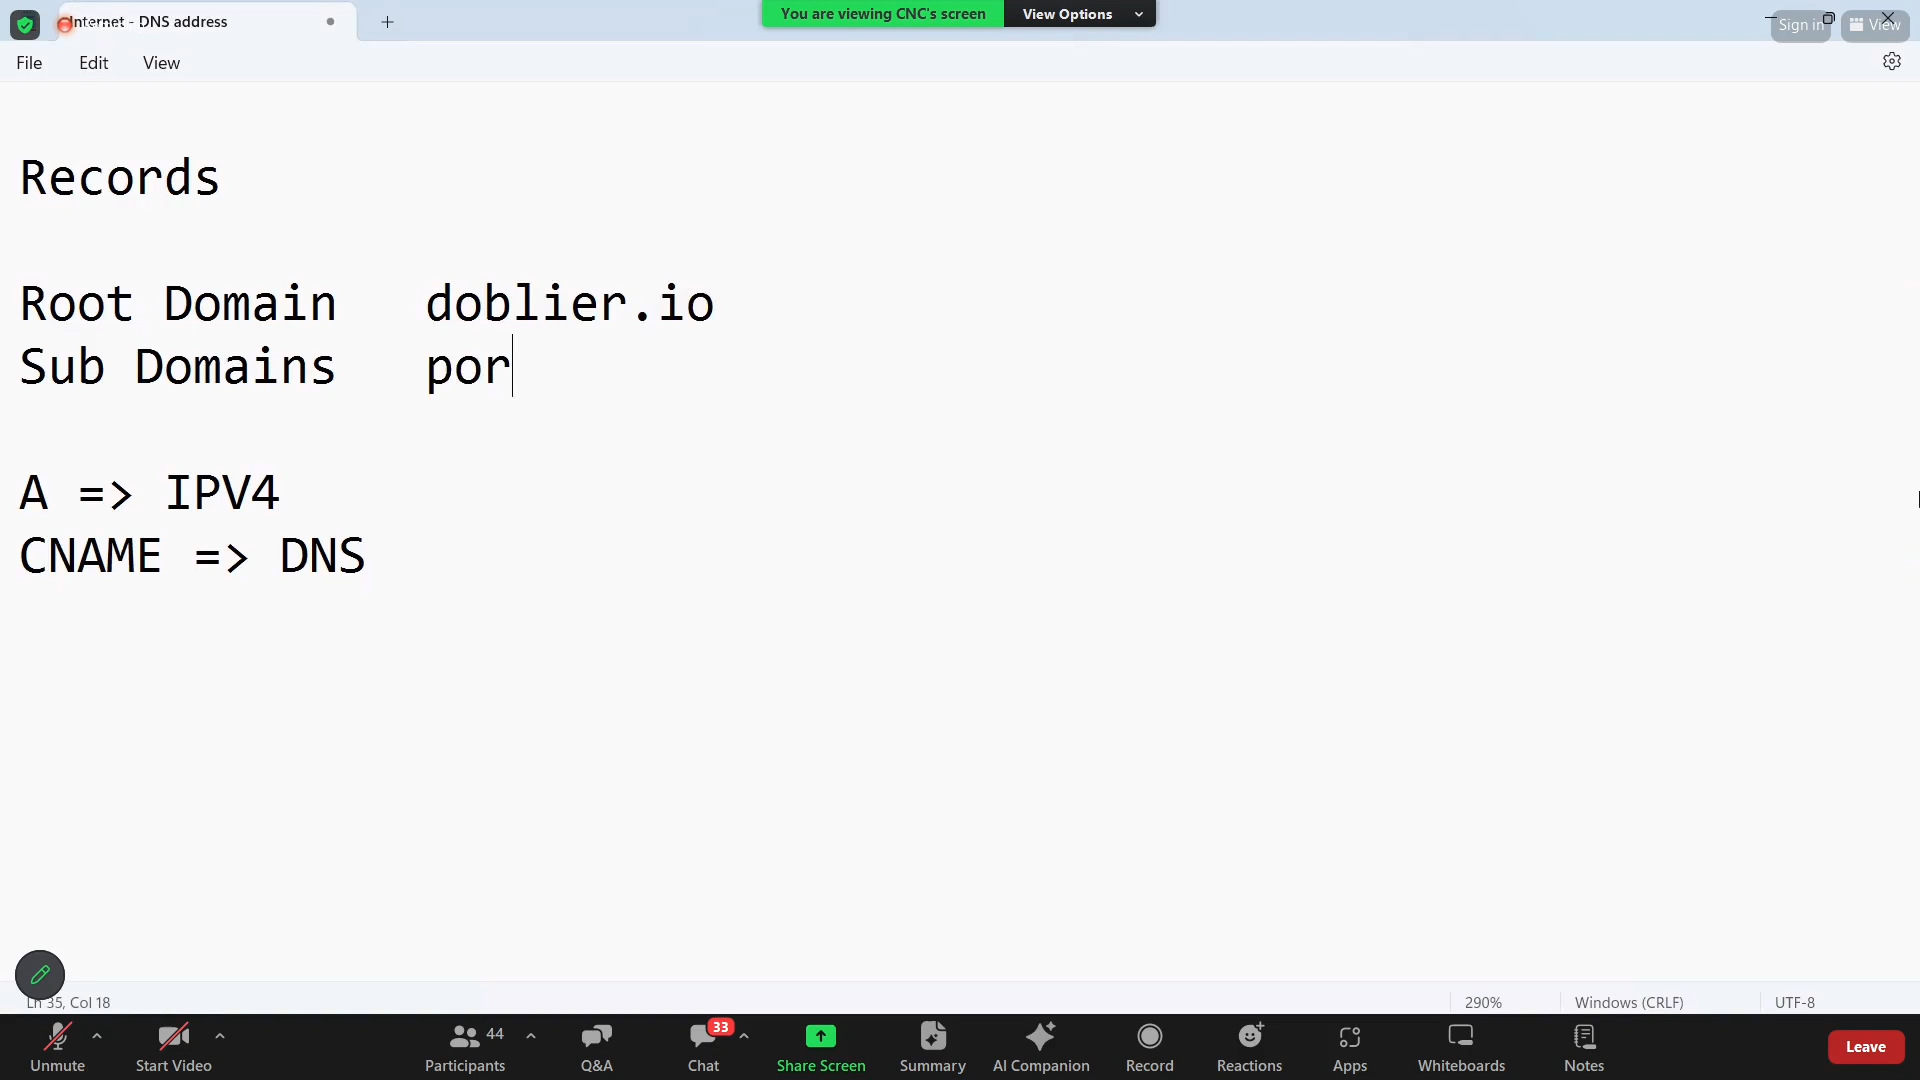 Internet - DNS address
You are viewing CNC's screen
View Options
Sign in
View
File
Edit
View
Records
Root Domain doblier.io
Sub Domains por
A => IPV4
CNAME => DNS
Ln 35, Col 18
290%
Windows (CRLF)
UTF-8
44
33
Unmute
Start Video
Participants
Q&A
Chat
Share Screen
Summary
AI Companion
Record
Reactions
Apps
Whiteboards
Notes
Leave